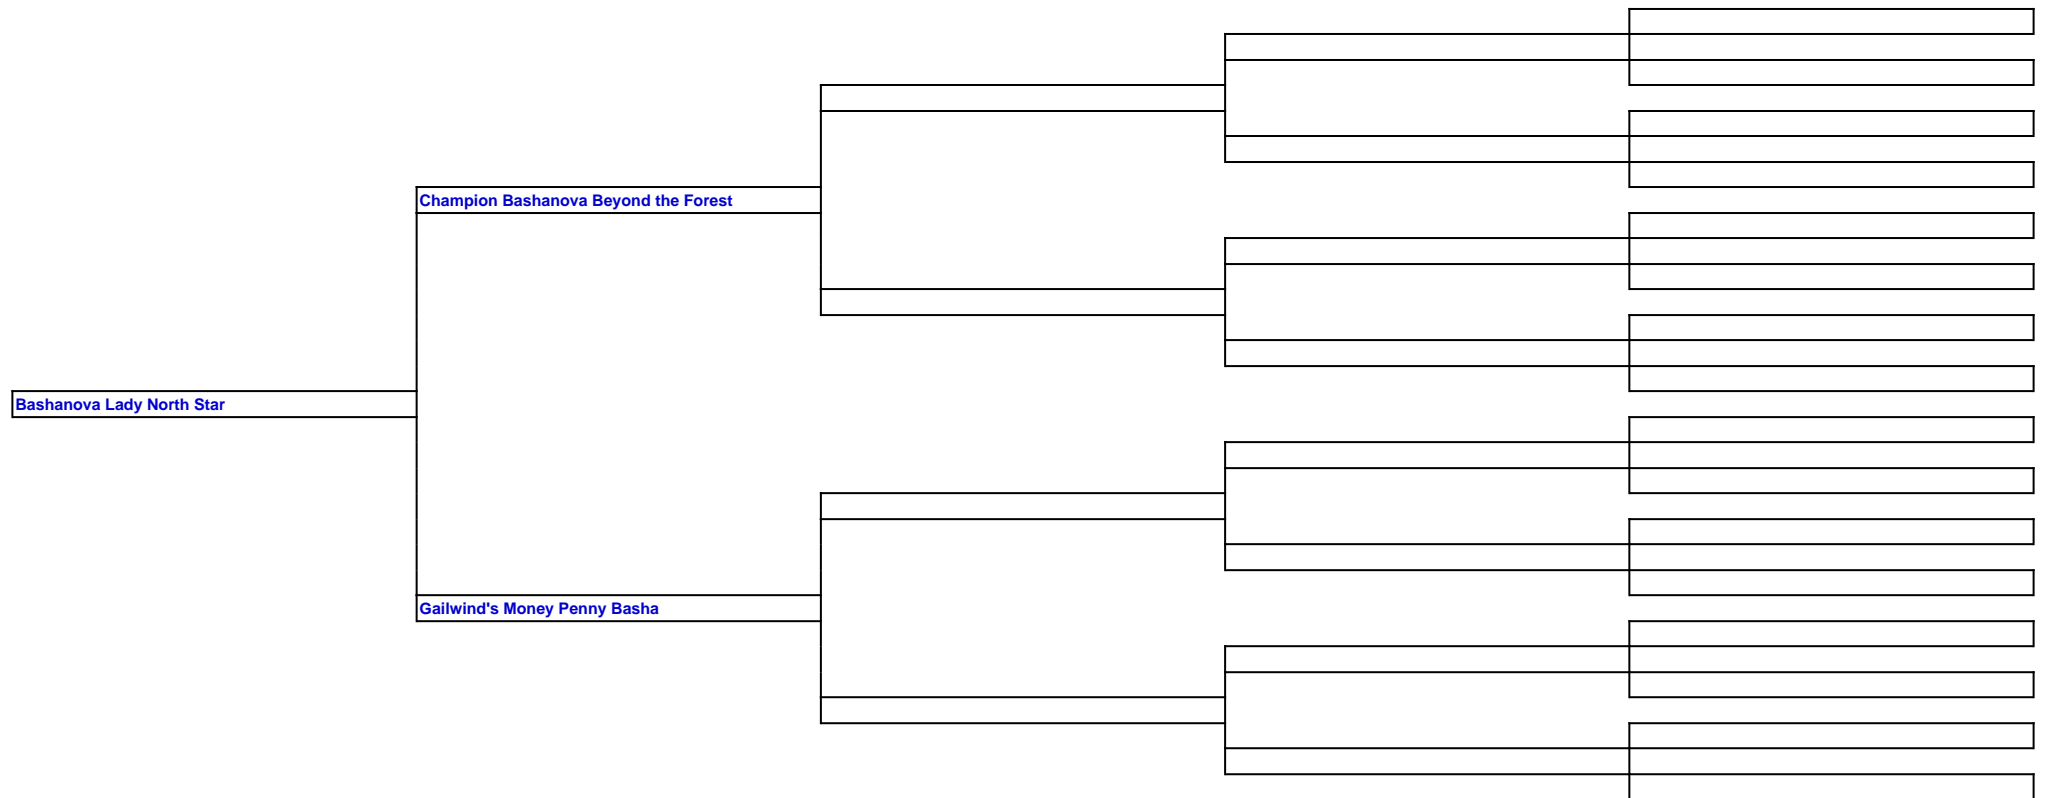 Champion Bashanova Beyond the Forest
Bashanova Lady North Star
Gailwind's Money Penny Basha